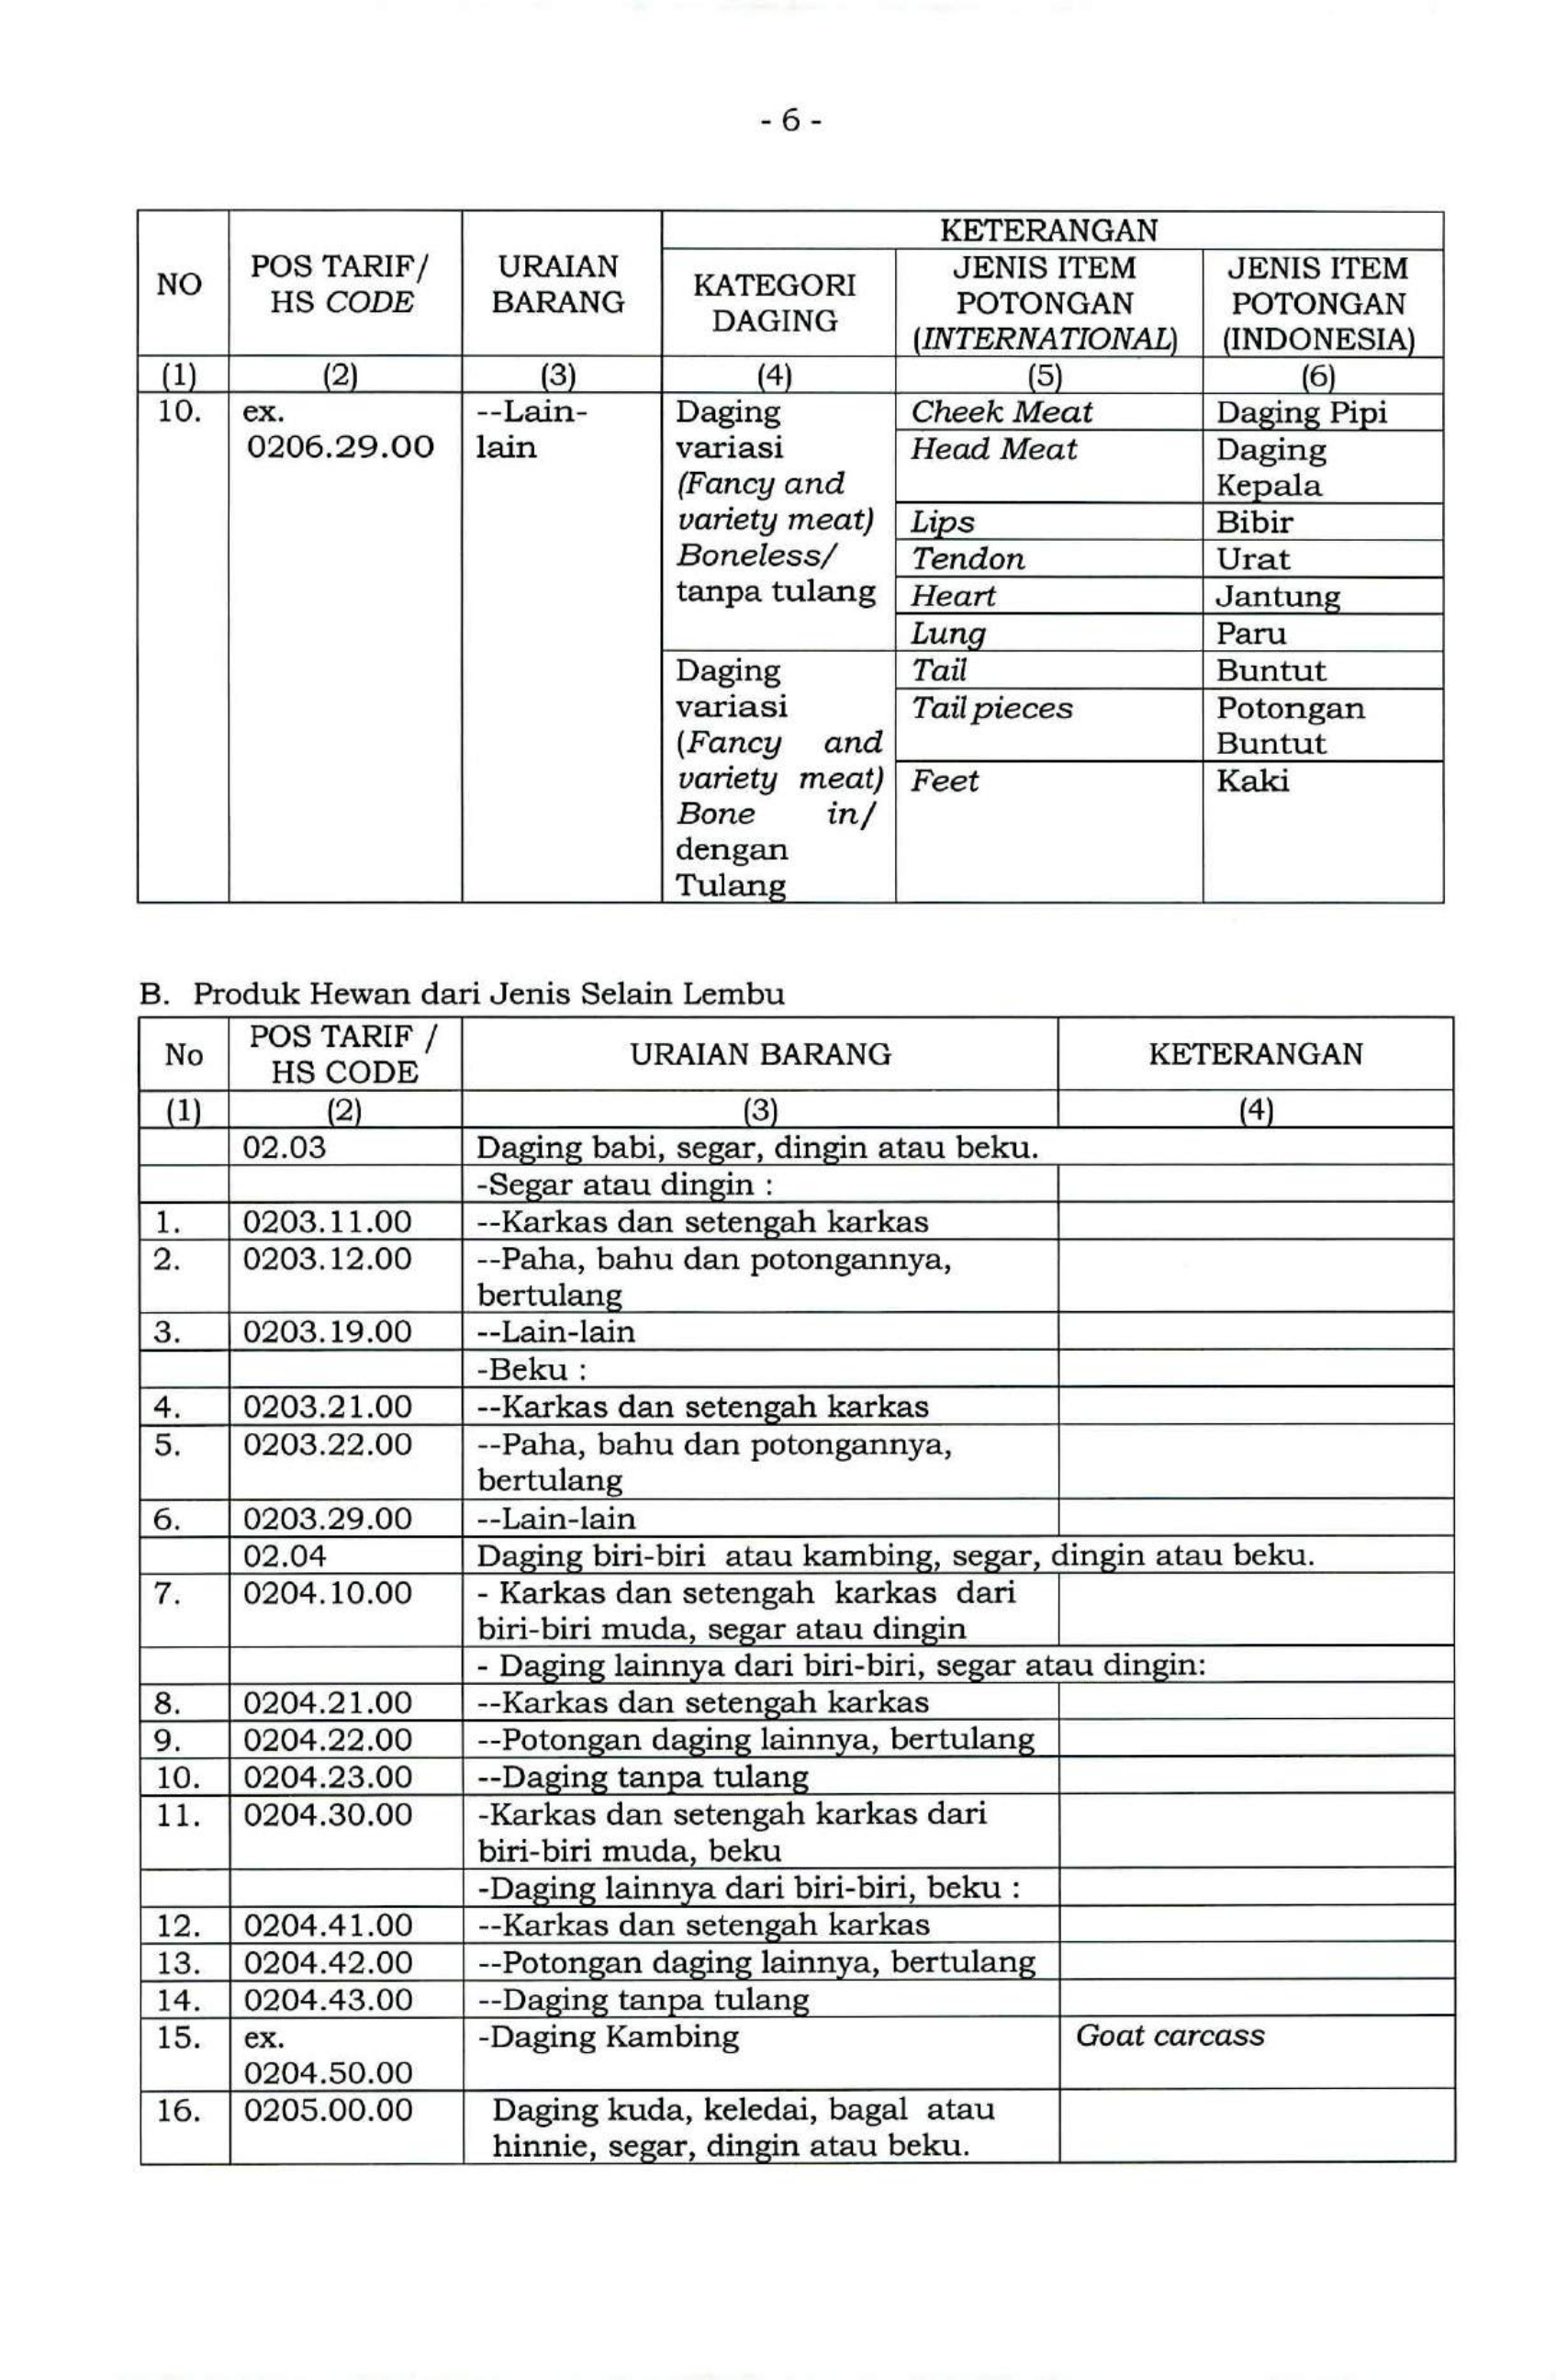 - 6 -
KETERANGAN
NO
POS TARIF/
HS CODE
URAIAN
BARANG
KATEGORI
DAGING
JENIS ITEM
POTONGAN
(INTERNATIONAL)
JENIS ITEM
POTONGAN
(INDONESIA)
(1) (2) (3) (4) (5) (6)
10.
ex.
0206.29.00
--Lain-
lain
Daging
variasi
(Fancy and
variety meat)
Boneless/
tanpa tulang
Cheek Meat Daging Pipi
Head Meat Daging
Kepala
Lips Bibir
Tendon Urat
Heart Jantung
Lung Paru
Daging
variasi
(Fancy and
variety meat)
Bone in/
dengan
Tulang
Tail Buntut
Tail pieces Potongan
Buntut
Feet Kaki
B. Produk Hewan dari Jenis Selain Lembu
No
POS TARIF /
HS CODE
URAIAN BARANG
KETERANGAN
(1) (2) (3) (4)
02.03 Daging babi, segar, dingin atau beku.
-Segar atau dingin :
1. 0203.11.00 --Karkas dan setengah karkas
2. 0203.12.00 --Paha, bahu dan potongannya,
bertulang
3. 0203.19.00 --Lain-lain
-Beku :
4. 0203.21.00 --Karkas dan setengah karkas
5. 0203.22.00 --Paha, bahu dan potongannya,
bertulang
6. 0203.29.00 --Lain-lain
02.04 Daging biri-biri atau kambing, segar, dingin atau beku.
7. 0204.10.00 - Karkas dan setengah karkas dari
biri-biri muda, segar atau dingin
- Daging lainnya dari biri-biri, segar atau dingin:
8. 0204.21.00 --Karkas dan setengah karkas
9. 0204.22.00 --Potongan daging lainnya, bertulang
10. 0204.23.00 --Daging tanpa tulang
11. 0204.30.00 -Karkas dan setengah karkas dari
biri-biri muda, beku
-Daging lainnya dari biri-biri, beku :
12. 0204.41.00 --Karkas dan setengah karkas
13. 0204.42.00 --Potongan daging lainnya, bertulang
14. 0204.43.00 --Daging tanpa tulang
15. ex. -Daging Kambing Goat carcass
0204.50.00
16. 0205.00.00 Daging kuda, keledai, bagal atau
hinnie, segar, dingin atau beku.